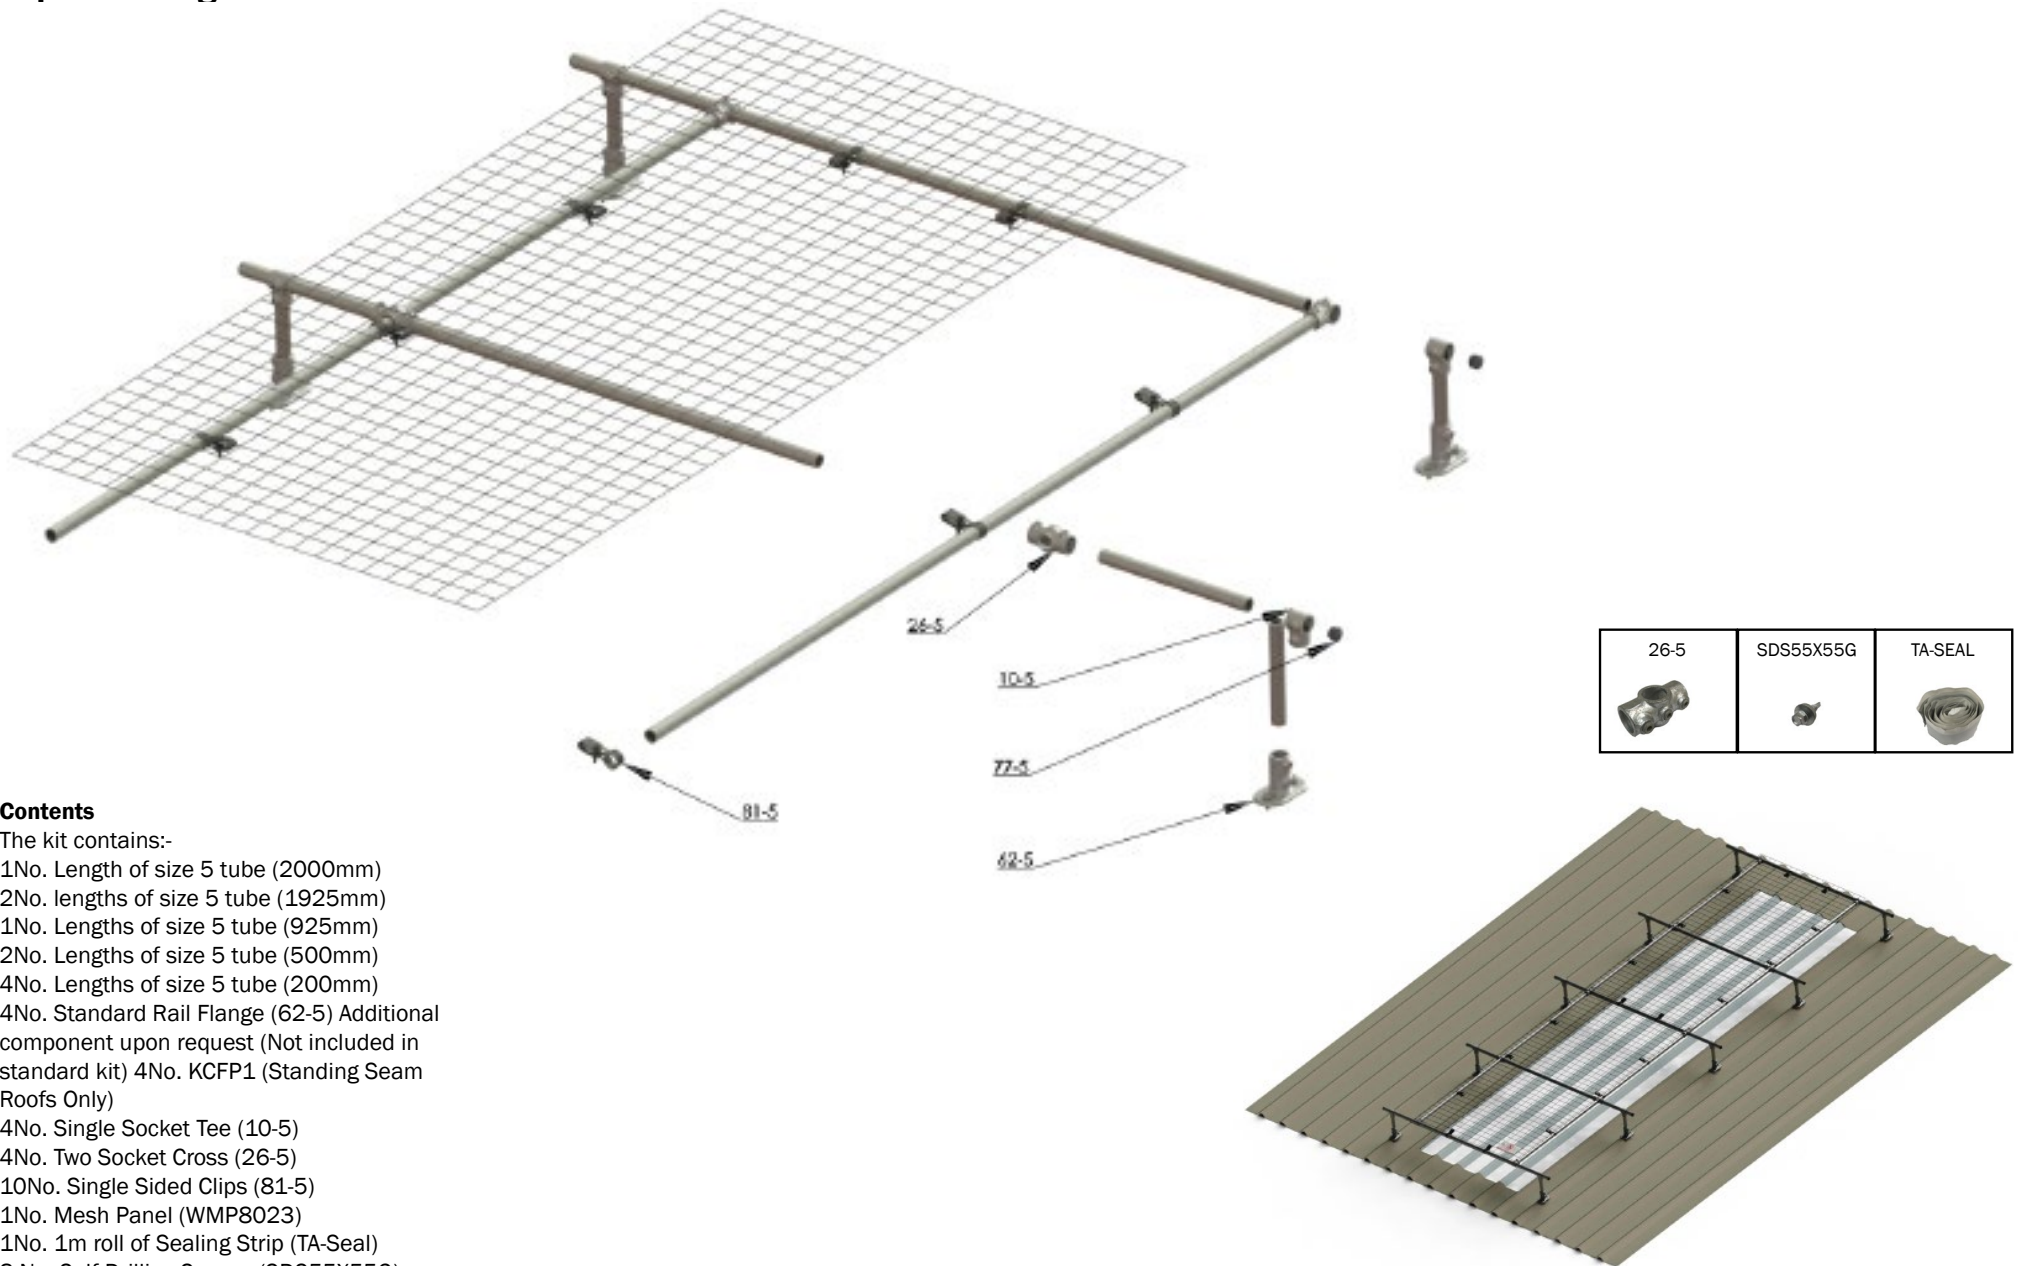 26-5
10-5
77-5
62-5
81-5
26-5
SDS55X55G
TA-SEAL
Contents
The kit contains:-
1No. Length of size 5 tube (2000mm)
2No. lengths of size 5 tube (1925mm)
1No. Lengths of size 5 tube (925mm)
2No. Lengths of size 5 tube (500mm)
4No. Lengths of size 5 tube (200mm)
4No. Standard Rail Flange (62-5) Additional
component upon request (Not included in
standard kit) 4No. KCFP1 (Standing Seam
Roofs Only)
4No. Single Socket Tee (10-5)
4No. Two Socket Cross (26-5)
10No. Single Sided Clips (81-5)
1No. Mesh Panel (WMP8023)
1No. 1m roll of Sealing Strip (TA-Seal)